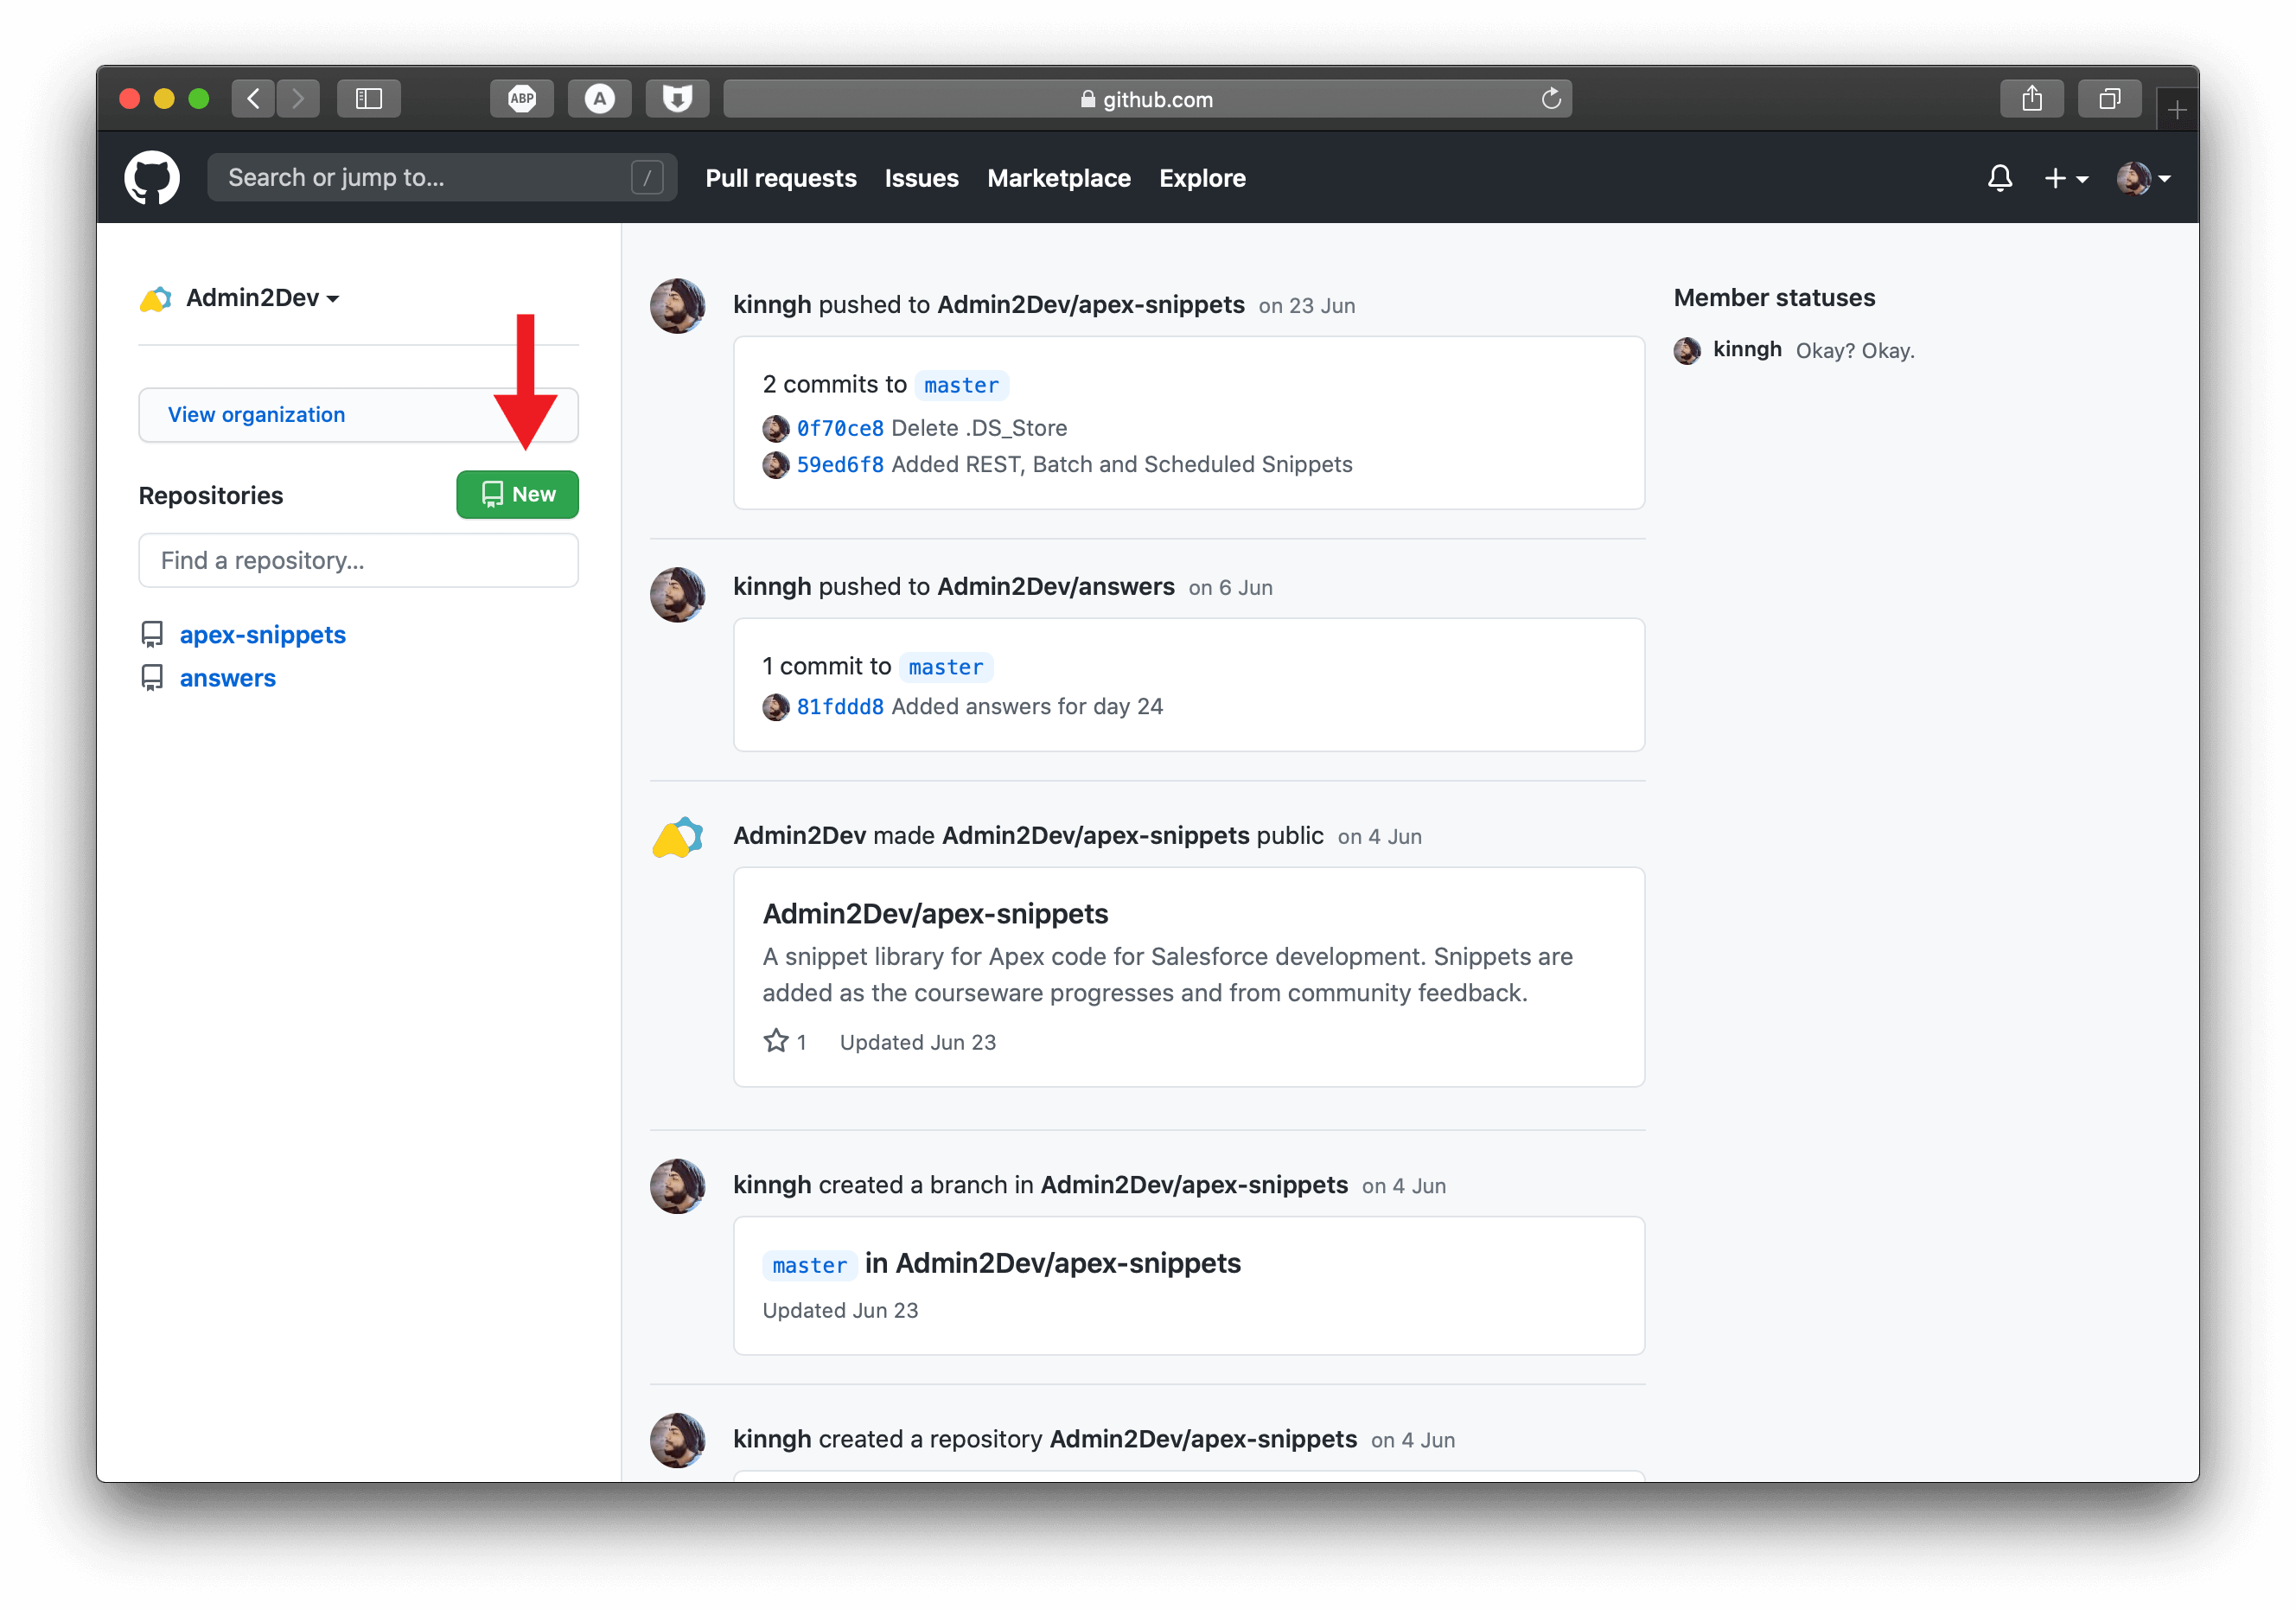 ABP
A
github.com
Search or jump to...
/
Pull requests
Issues
Marketplace
Explore
Admin2Dev
View organization
Repositories
New
Find a repository...
apex-snippets
answers
kinngh pushed to Admin2Dev/apex-snippets on 23 Jun
2 commits to master
0f70ce8 Delete .DS_Store
59ed6f8 Added REST, Batch and Scheduled Snippets
kinngh pushed to Admin2Dev/answers on 6 Jun
1 commit to master
81fddd8 Added answers for day 24
Admin2Dev made Admin2Dev/apex-snippets public on 4 Jun
Admin2Dev/apex-snippets
A snippet library for Apex code for Salesforce development. Snippets are
added as the courseware progresses and from community feedback.
1 Updated Jun 23
kinngh created a branch in Admin2Dev/apex-snippets on 4 Jun
master in Admin2Dev/apex-snippets
Updated Jun 23
kinngh created a repository Admin2Dev/apex-snippets on 4 Jun
Member statuses
kinngh Okay? Okay.